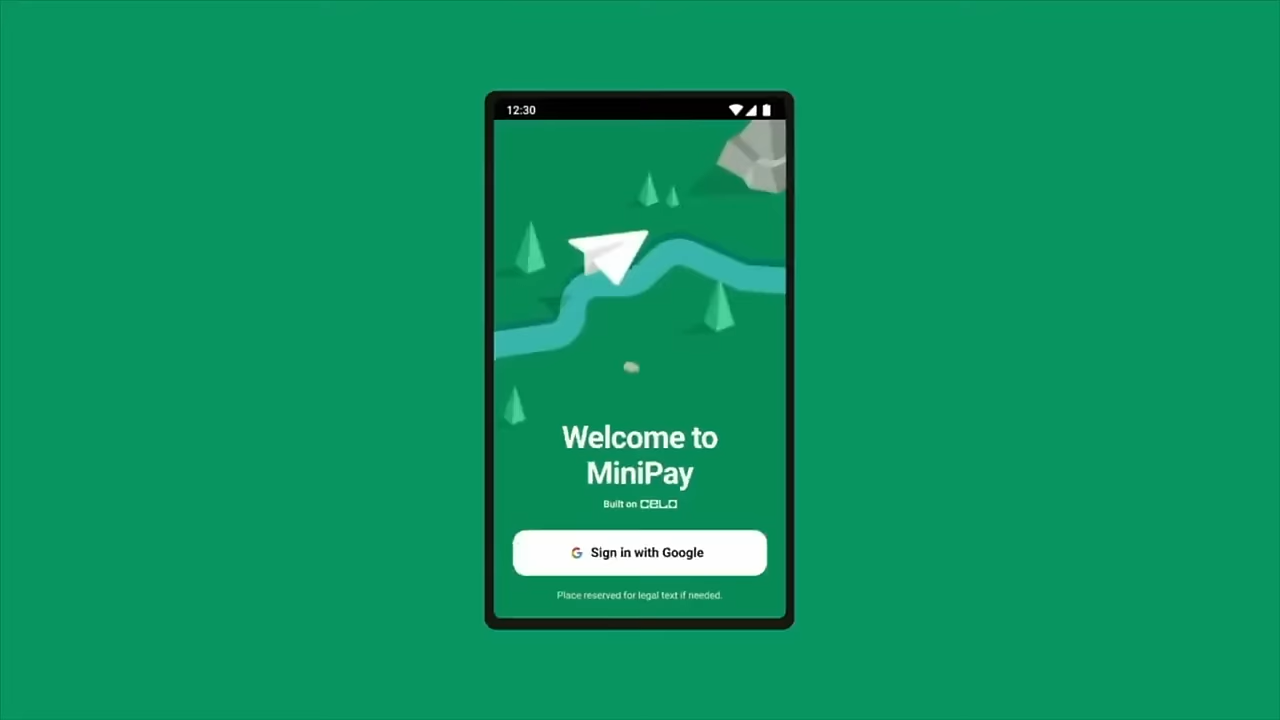 12:30
Welcome to
MiniPay
Built on CELO
Sign in with Google
Place reserved for legal text if needed.